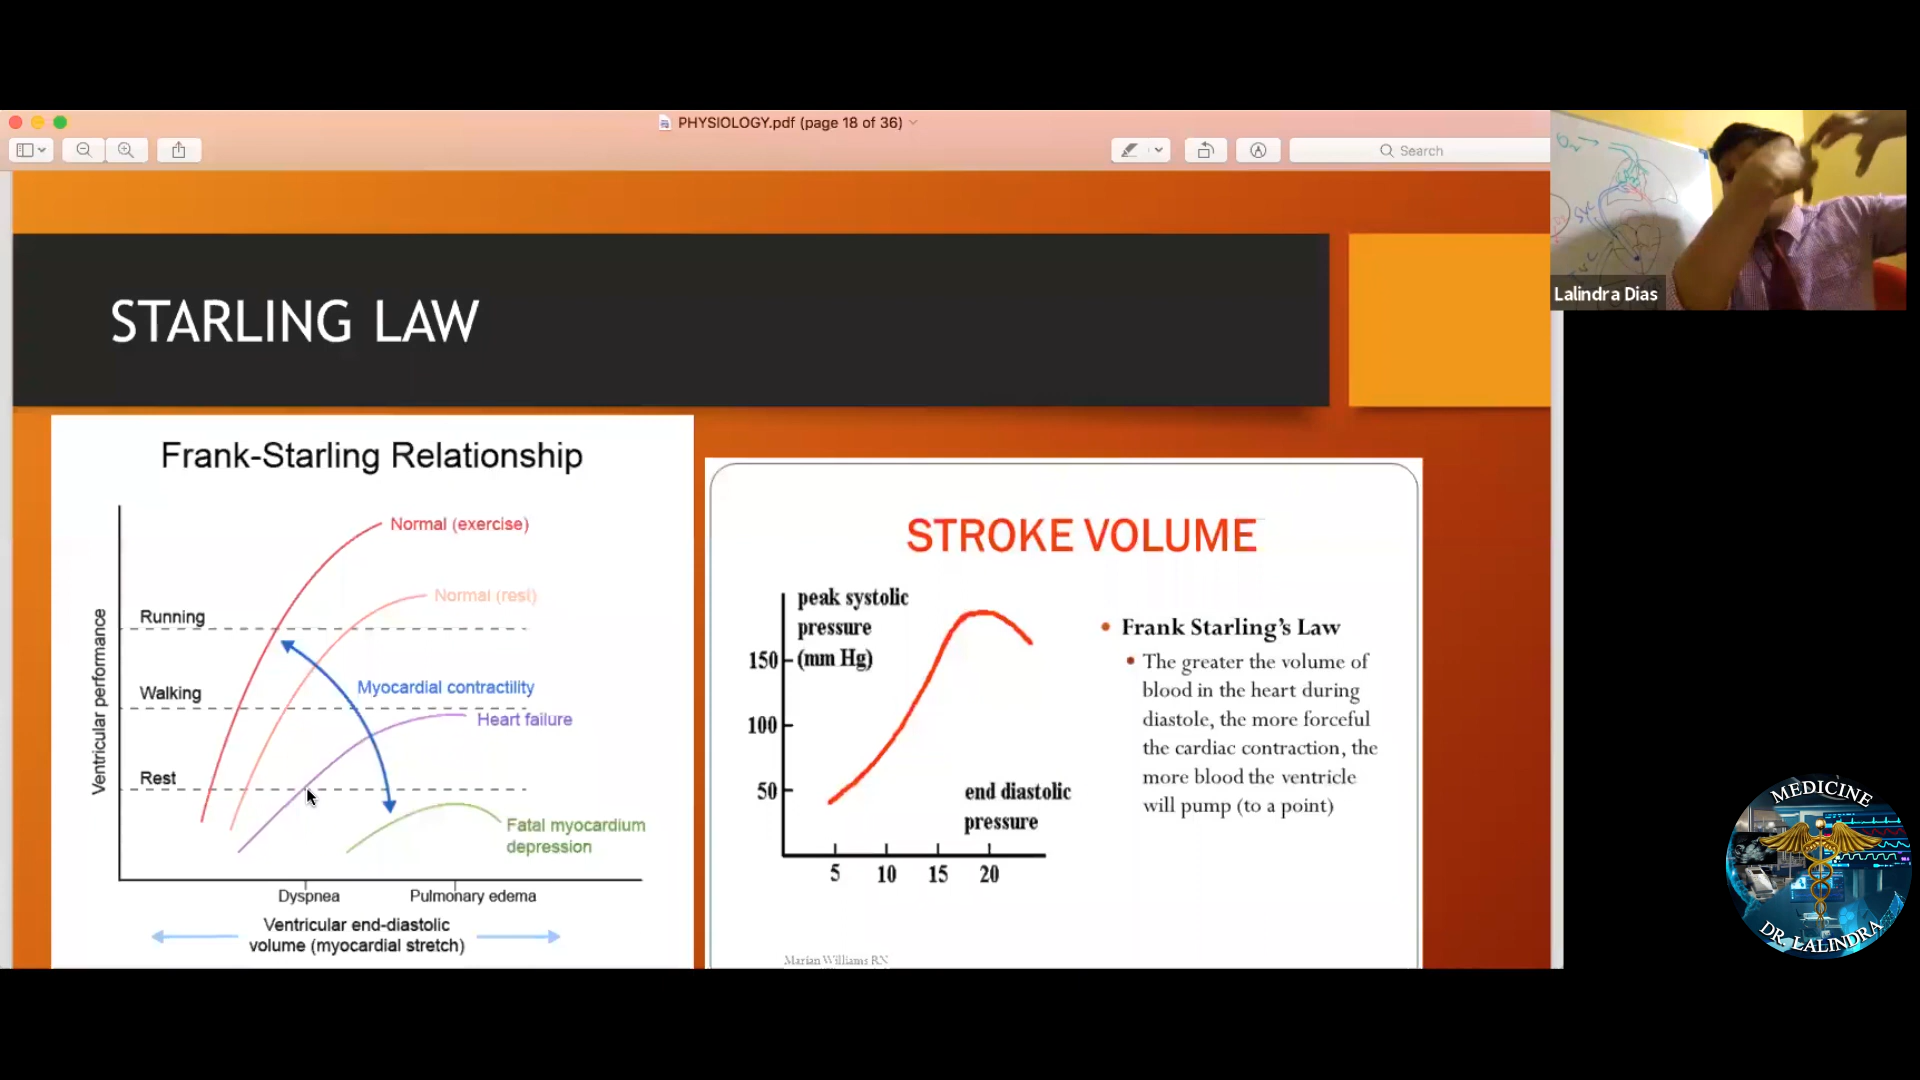 PHYSIOLOGY.pdf (page 18 of 36)
Search
Lalindra Dias
SVC
STARLING LAW
Frank-Starling Relationship
Normal (exercise)
Normal (rest)
Running
Myocardial contractility
Walking
Heart failure
Rest
Fatal myocardium
depression
Ventricular performance
Dyspnea
Pulmonary edema
Ventricular end-diastolic
volume (myocardial stretch)
STROKE VOLUME
peak systolic
pressure
(mm Hg)
150
100
50
end diastolic
pressure
5 10 15 20
• Frank Starling's Law
• The greater the volume of
blood in the heart during
diastole, the more forceful
the cardiac contraction, the
more blood the ventricle
will pump (to a point)
Marian Williams RN
MEDICINE
DR. LALINDRA